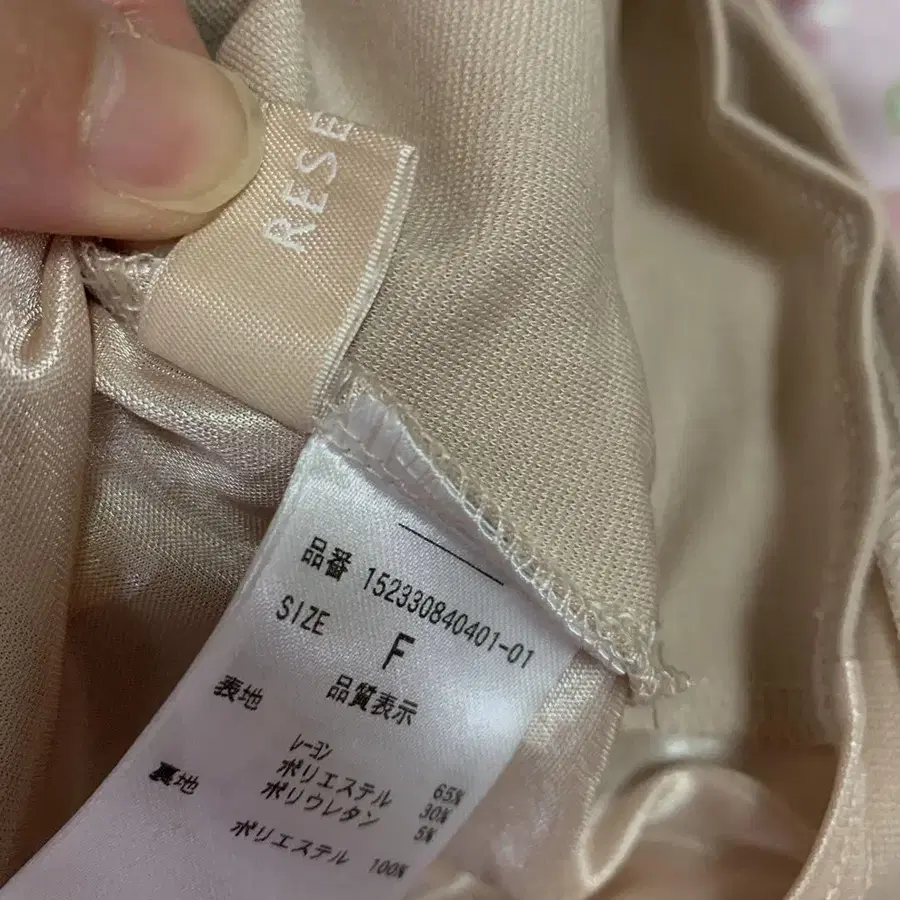 RESE
品番 152330840401-01
SIZE F
品質表示
表地
レーヨン 65%
ポリエステル 30%
ポリウレタン 5%
裏地
ポリエステル 100%